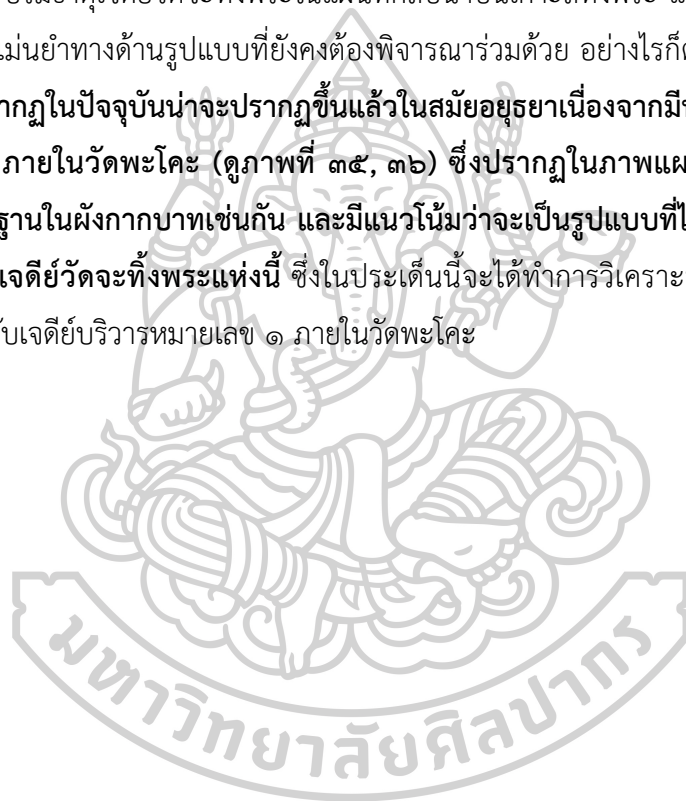 แม่นยำทางด้านรูปแบบที่ยังคงต้องพิจารณาร่วมด้วย อย่างไรก็
ากฏในปัจจุบันน่าจะปรากฏขึ้นแล้วในสมัยอยุธยาเนื่องจากมี
ภายในวัดพะโคะ (ดูภาพที่ ๓๕, ๓๖) ซึ่งปรากฏในภาพแผ
ฐานในผังกากบาทเช่นกัน และมีแนวโน้มว่าจะเป็นรูปแบบที่ไ
เจดีย์วัดจะทิ้งพระแห่งนี้ ซึ่งในประเด็นนี้จะได้ทำการวิเคราะ
ับเจดีย์บริวารหมายเลข ๑ ภายในวัดพะโคะ
มหาวิทยาลัยศิลปากร